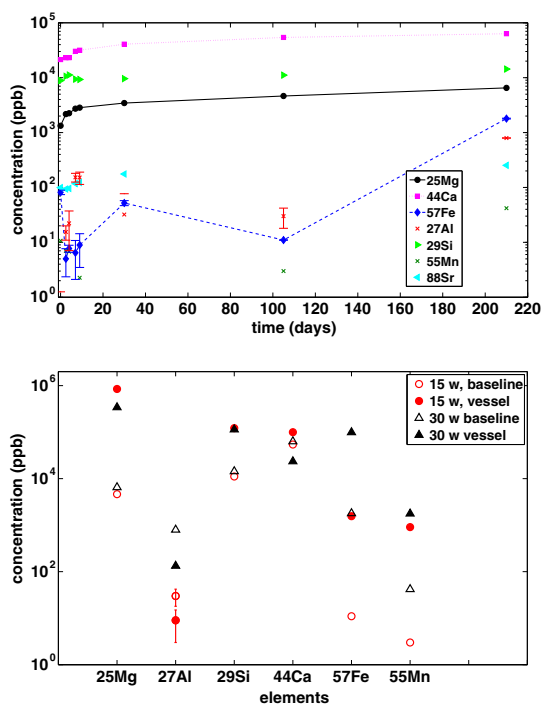 10^5
10^4
10^3
10^2
10^1
10^0
concentration (ppb)
25Mg
44Ca
57Fe
27Al
29Si
55Mn
88Sr
0 20 40 60 80 100 120 140 160 180 200 220
time (days)
10^6
10^4
10^2
10^0
concentration (ppb)
15 w, baseline
15 w, vessel
30 w baseline
30 w vessel
25Mg 27Al 29Si 44Ca 57Fe 55Mn
elements